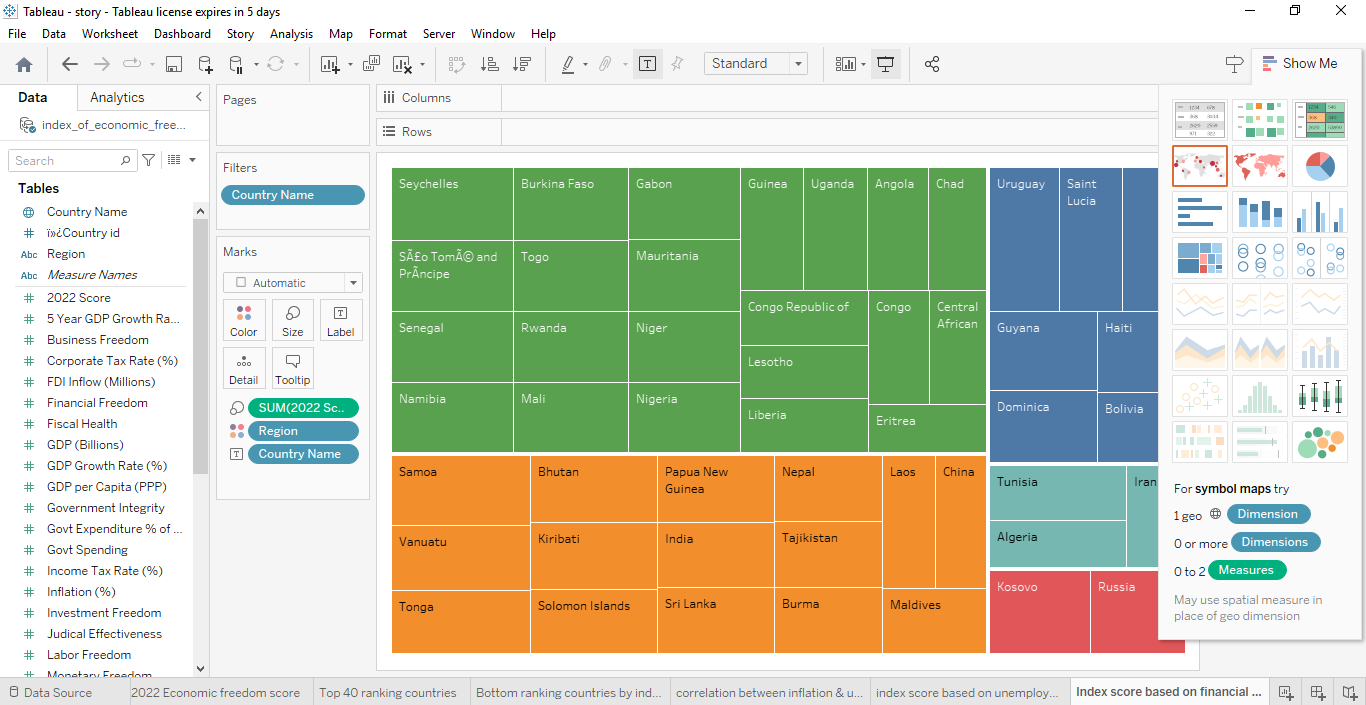 Tableau - story - Tableau license expires in 5 days
File Data Worksheet Dashboard Story Analysis Map Format Server Window Help
Standard
Show Me
Data Analytics
index_of_economic_free...
Search
Tables
Country Name
ï»¿Country id
Abc Region
Abc Measure Names
2022 Score
5 Year GDP Growth Ra...
Business Freedom
Corporate Tax Rate (%)
FDI Inflow (Millions)
Financial Freedom
Fiscal Health
GDP (Billions)
GDP Growth Rate (%)
GDP per Capita (PPP)
Government Integrity
Govt Expenditure % of ...
Govt Spending
Income Tax Rate (%)
Inflation (%)
Investment Freedom
Judical Effectiveness
Labor Freedom
Monetary Freedom
Pages
Filters
Country Name
Marks
Automatic
Color Size Label
Detail Tooltip
SUM(2022 Sc..
Region
Country Name
Columns
Rows
Seychelles
SÃ£o TomÃ© and
PrÃ­ncipe
Senegal
Namibia
Burkina Faso
Togo
Rwanda
Mali
Gabon
Mauritania
Niger
Nigeria
Guinea
Uganda
Angola
Chad
Congo Republic of
Lesotho
Liberia
Congo
Central
African
Eritrea
Uruguay
Saint
Lucia
Guyana
Haiti
Dominica
Bolivia
Samoa
Vanuatu
Tonga
Bhutan
Kiribati
Solomon Islands
Papua New
Guinea
India
Sri Lanka
Nepal
Tajikistan
Burma
Laos
China
Maldives
Tunisia
Algeria
Iran
Kosovo
Russia
For symbol maps try
1 geo Dimension
0 or more Dimensions
0 to 2 Measures
May use spatial measure in
place of geo dimension
Data Source
2022 Economic freedom score
Top 40 ranking countries
Bottom ranking countries by ind...
correlation between inflation & u...
index score based on unemploy...
Index score based on financial ...